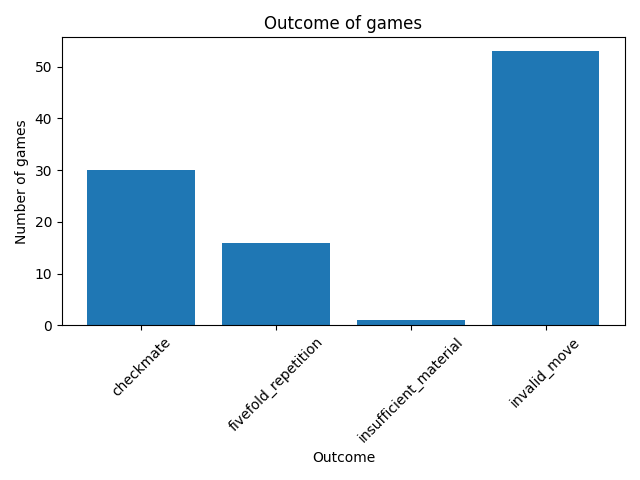 Outcome of games
Number of games
50
40
30
20
10
0
checkmate
fivefold_repetition
insufficient_material
invalid_move
Outcome